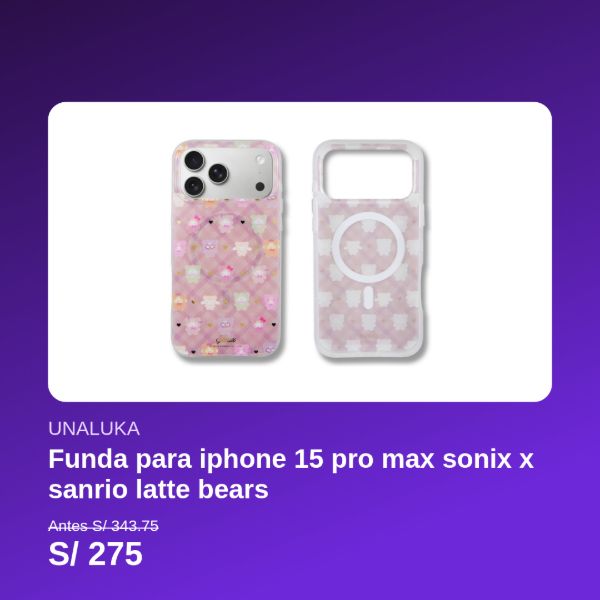 UNALUKA
Funda para iphone 15 pro max sonix x
sanrio latte bears
Antes S/ 343.75
S/ 275